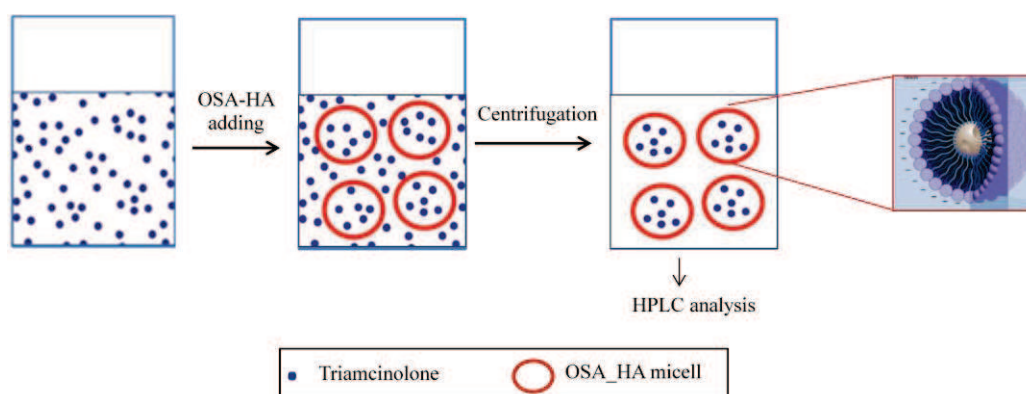 OSA-HA
adding
Centrifugation
HPLC analysis
Triamcinolone
OSA_HA micell